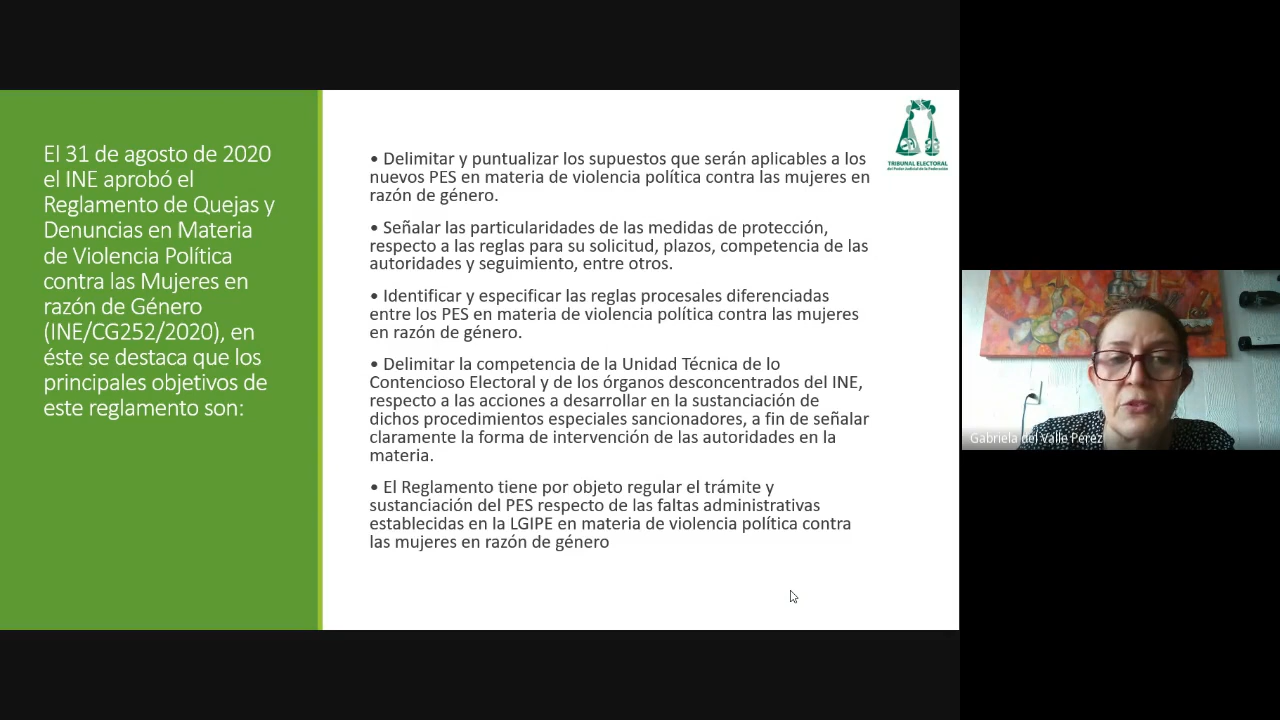 El 31 de agosto de 2020
el INE aprobó el
Reglamento de Quejas y
Denuncias en Materia
de Violencia Política
contra las Mujeres en
razón de Género
(INE/CG252/2020), en
éste se destaca que los
principales objetivos de
este reglamento son:
• Delimitar y puntualizar los supuestos que serán aplicables a los
nuevos PES en materia de violencia política contra las mujeres en
razón de género.
• Señalar las particularidades de las medidas de protección,
respecto a las reglas para su solicitud, plazos, competencia de las
autoridades y seguimiento, entre otros.
• Identificar y especificar las reglas procesales diferenciadas
entre los PES en materia de violencia política contra las mujeres
en razón de género.
• Delimitar la competencia de la Unidad Técnica de lo
Contencioso Electoral y de los órganos desconcentrados del INE,
respecto a las acciones a desarrollar en la sustanciación de
dichos procedimientos especiales sancionadores, a fin de señalar
claramente la forma de intervención de las autoridades en la
materia.
• El Reglamento tiene por objeto regular el trámite y
sustanciación del PES respecto de las faltas administrativas
establecidas en la LGIPE en materia de violencia política contra
las mujeres en razón de género
TRIBUNAL ELECTORAL
del Poder Judicial de la Federación
Gabriela del Valle Pérez